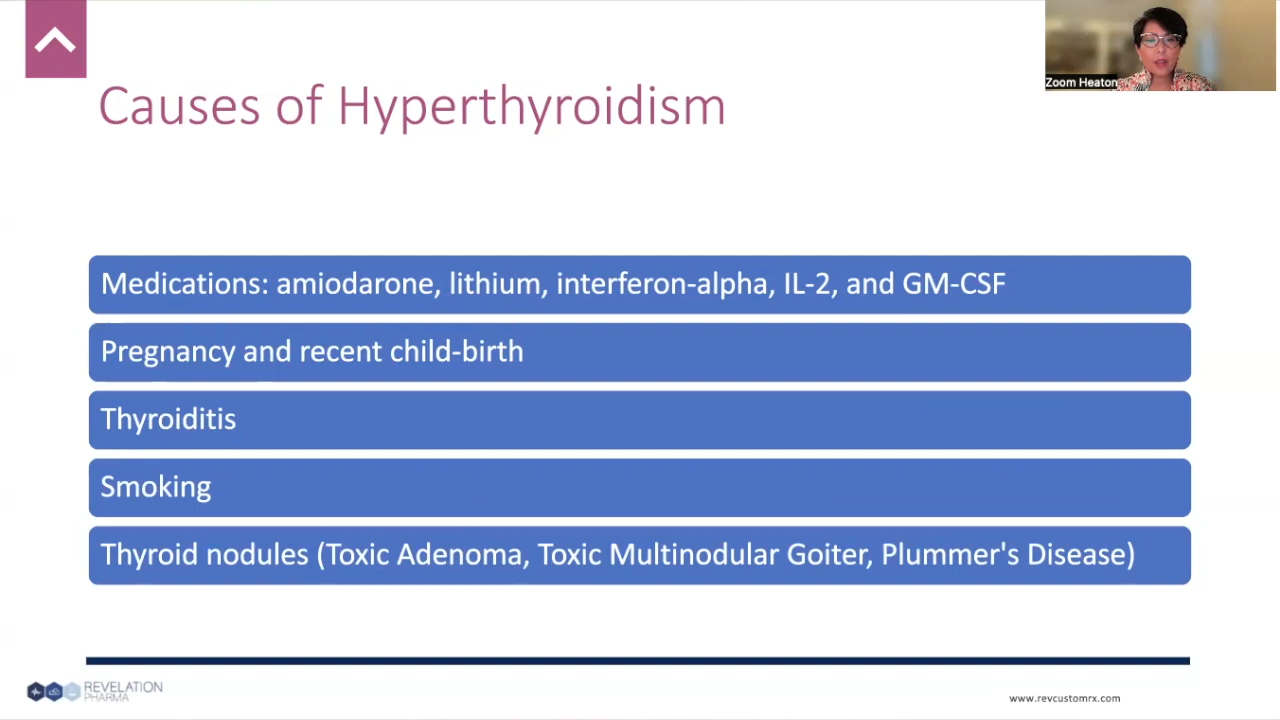 Zoom Heaton
Causes of Hyperthyroidism
Medications: amiodarone, lithium, interferon-alpha, IL-2, and GM-CSF
Pregnancy and recent child-birth
Thyroiditis
Smoking
Thyroid nodules (Toxic Adenoma, Toxic Multinodular Goiter, Plummer's Disease)
REVELATION
PHARMA
www.revcustomrx.com